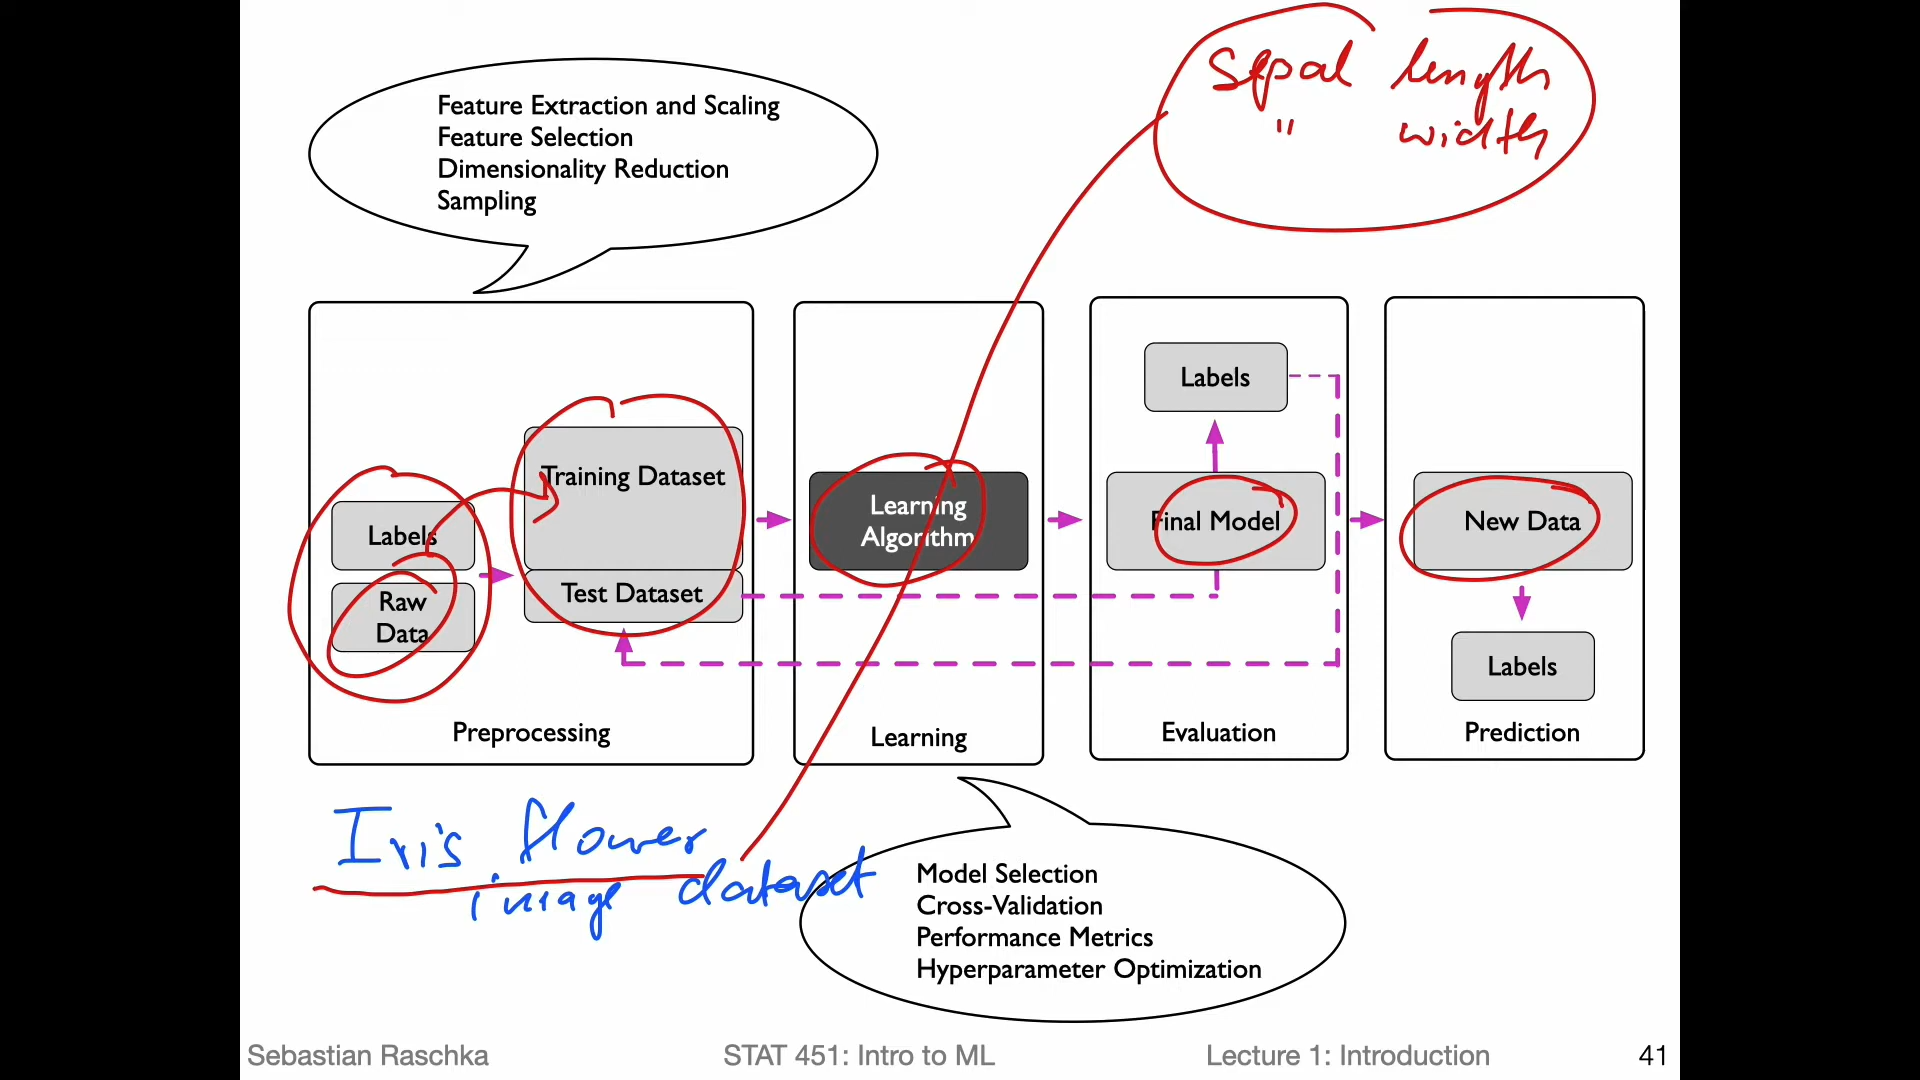 sepal length
" width
Feature Extraction and Scaling
Feature Selection
Dimensionality Reduction
Sampling
Labels
Raw
Data
Training Dataset
Test Dataset
Preprocessing
Learning
Algorithm
Learning
Labels
Final Model
Evaluation
New Data
Labels
Prediction
Iris flower
image dataset
Model Selection
Cross-Validation
Performance Metrics
Hyperparameter Optimization
Sebastian Raschka
STAT 451: Intro to ML
Lecture 1: Introduction
41